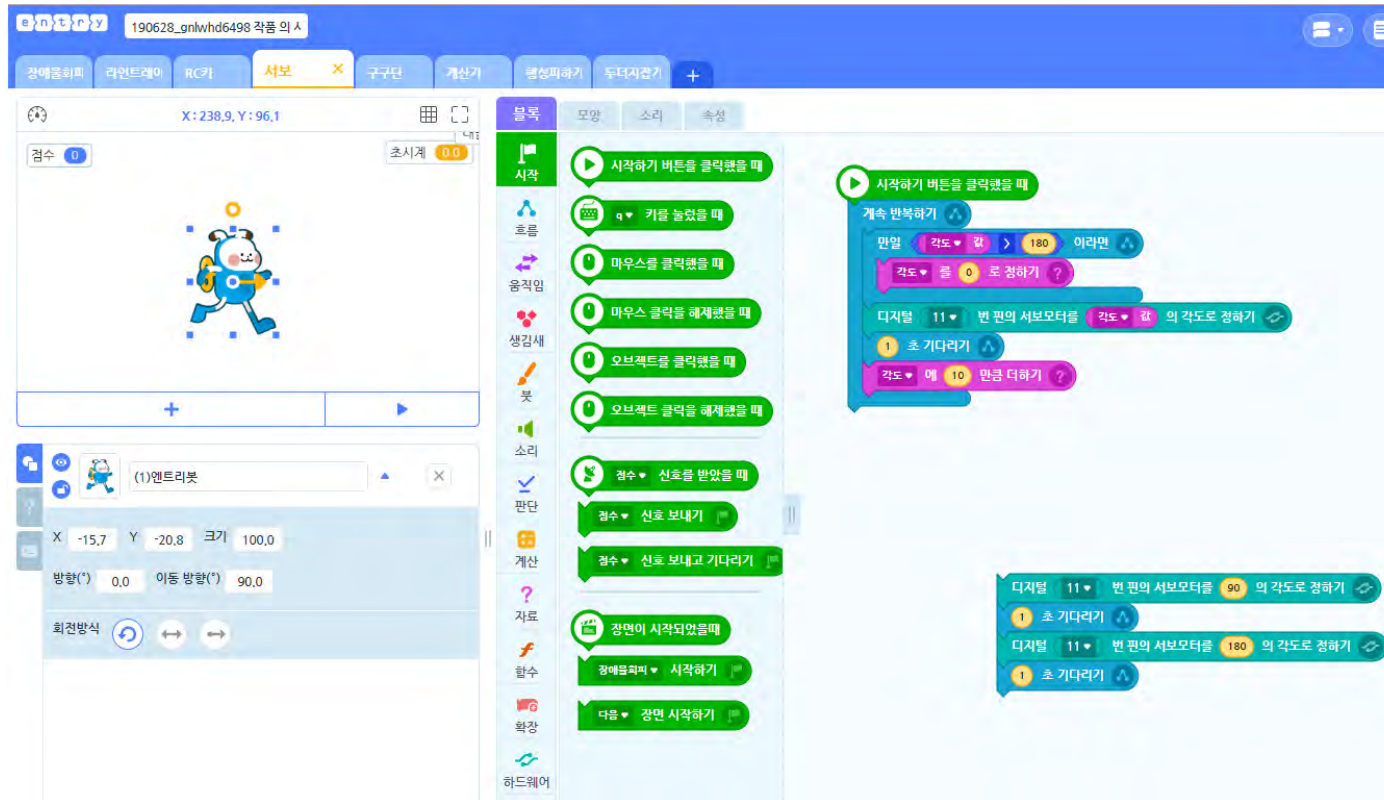 entry 190628_gnlwhd6498 작품 의 사
장애물회피 라인트레이 RC카 서보 × 구구단 계산기 행성피하기 두더지잡기 +
X : 238.9, Y : 96.1
점수 0
초시계 0.0
(1)엔트리봇
X -15.7 Y -20.8 크기 100.0
방향(°) 0.0 이동 방향(°) 90.0
회전방식
블록 모양 소리 속성
시작
흐름
움직임
생김새
붓
소리
판단
계산
자료
함수
확장
하드웨어
시작하기 버튼을 클릭했을 때
q 키를 눌렀을 때
마우스를 클릭했을 때
마우스 클릭을 해제했을 때
오브젝트를 클릭했을 때
오브젝트 클릭을 해제했을 때
점수 신호를 받았을 때
점수 신호 보내기
점수 신호 보내고 기다리기
장면이 시작되었을때
장애물회피 시작하기
다음 장면 시작하기
시작하기 버튼을 클릭했을 때
계속 반복하기
만일 각도 값 > 180 이라면
각도 를 0 로 정하기 ?
디지털 11 번 핀의 서보모터를 각도 값 의 각도로 정하기
1 초 기다리기
각도 에 10 만큼 더하기 ?
디지털 11 번 핀의 서보모터를 90 의 각도로 정하기
1 초 기다리기
디지털 11 번 핀의 서보모터를 180 의 각도로 정하기
1 초 기다리기